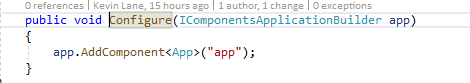 0 references | Kevin Lane, 15 hours ago | 1 author, 1 change | 0 exceptions
public void Configure(IComponentsApplicationBuilder app)
{
app.AddComponent<App>("app");
}